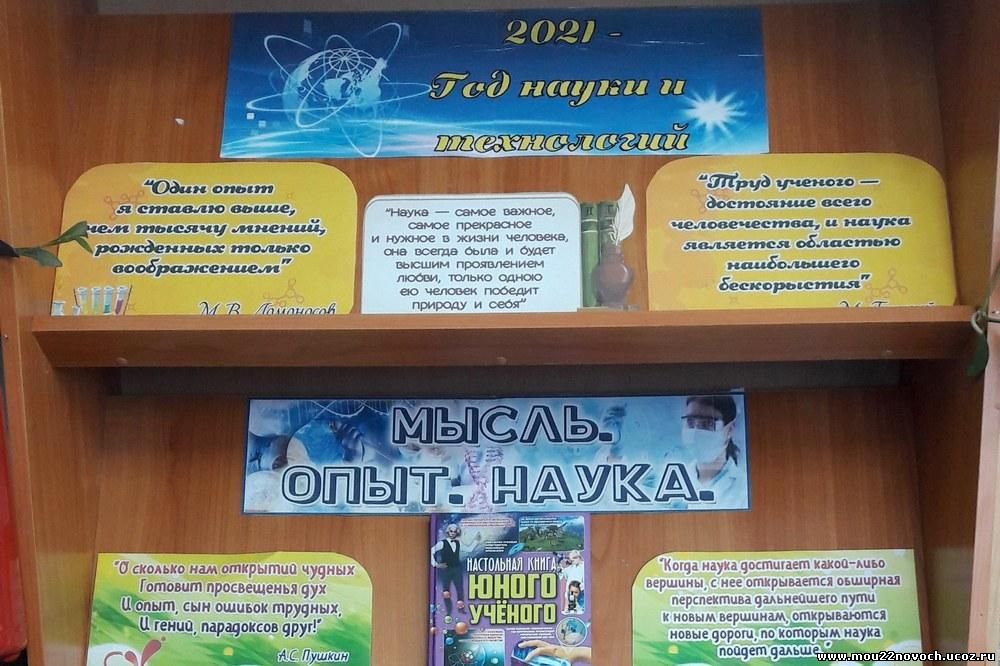 2021 -
Год науки и
технологий
"Один опыт
я ставлю выше,
чем тысячу мнений,
рожденных только
воображением"
М. В. Ломоносов
"Наука — самое важное,
самое прекрасное
и нужное в жизни человека,
она всегда была и будет
высшим проявлением
любви, только одною
ею человек победит
природу и себя"
"Труд ученого —
достояние всего
человечества, и наука
является областью
наибольшего
бескорыстия"
МЫСЛЬ.
ОПЫТ. НАУКА.
"О сколько нам открытий чудных
Готовит просвещенья дух
И опыт, сын ошибок трудных,
И гений, парадоксов друг!"
А.С. Пушкин
НАСТОЛЬНАЯ КНИГА
ЮНОГО
УЧЁНОГО
"Когда наука достигает какой-либо
вершины, с нее открывается обширная
перспектива дальнейшего пути
к новым вершинам, открываются
новые дороги, по которым наука
пойдет дальше."
www.mou22novoch.ucoz.ru